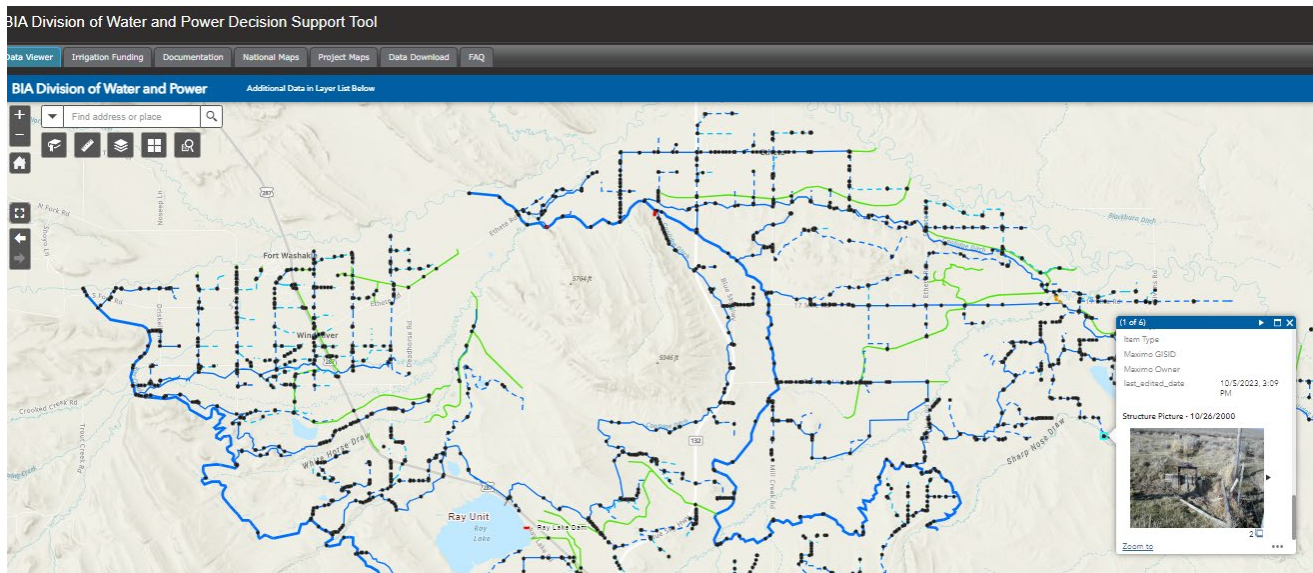 BIA Division of Water and Power Decision Support Tool
Data Viewer
Irrigation Funding
Documentation
National Maps
Project Maps
Data Download
FAQ
BIA Division of Water and Power
Additional Data in Layer List Below
Find address or place
N Fork Rd
S Fork Rd
Crooked Creek Rd
Trout Creek Rd
287
Fort Washakie
Wind River
Ethete Rd
White Horse Draw
Ray Unit
Ray
Lake
Ray Lake Dam
5764 ft
5346 ft
132
Mill Creek Rd
Blackburn Ditch
Sharp Nose Draw
(1 of 6)
Item Type
Maximo GISID
Maximo Owner
last_edited_date 10/5/2023, 3:09
PM
Structure Picture - 10/26/2000
2
Zoom to